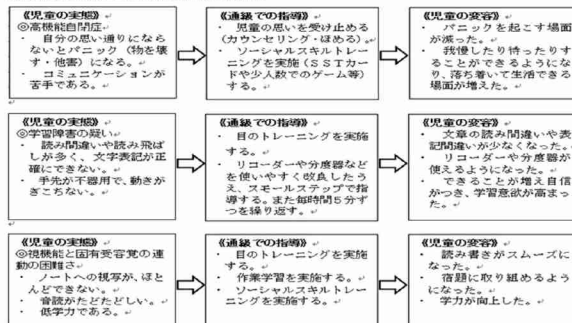 《児童の実態》
◎高機能自閉症
・ 自分の思い通りになら
ないとパニック（物を壊
す・他害）になる。
・ コミュニケーションが
苦手である。
《通級での指導》
・ 児童の思いを受け止める
（カウンセリング・ほめる）。
・ ソーシャルスキルトレー
ニングを実施（ＳＳＴカー
ドや少人数でのゲーム等）
する。
《児童の変容》
・ パニックを起こす場面
が減った。
・ 我慢したり待ったりす
ることができるようにな
り、落ち着いて生活できる
場面が増えた。
《児童の実態》
◎学習障害の疑い
・ 読み間違いや読み飛ば
しが多く、文字表記が正
確にできない。
・ 手先が不器用で、動きが
ぎこちない。
《通級での指導》
・ 目のトレーニングを実施
する。
・ リコーダーや分度器など
を使いやすく改良したう
え、スモールステップで指
導する。また毎時間５分ず
つを繰り返す。
《児童の変容》
・ 文章の読み間違いや表
記間違いが少なくなった。
・ リコーダーや分度器が
使えるようになった。
・ できることが増え自信
がつき、学習意欲が高まっ
た。
《児童の実態》
◎視機能と固有受容覚の運
動の困難さ
・ ノートへの視写が、ほと
んどできない。
・ 音読がたどたどしい。
・ 低学力である。
《通級での指導》
・ 目のトレーニングを実施
する。
・ 作業学習を実施する。
・ ソーシャルスキルトレー
ニングを実施する。
《児童の変容》
・ 読み書きがスムーズに
なった。
・ 宿題に取り組めるよう
になった。
・ 学力が向上した。